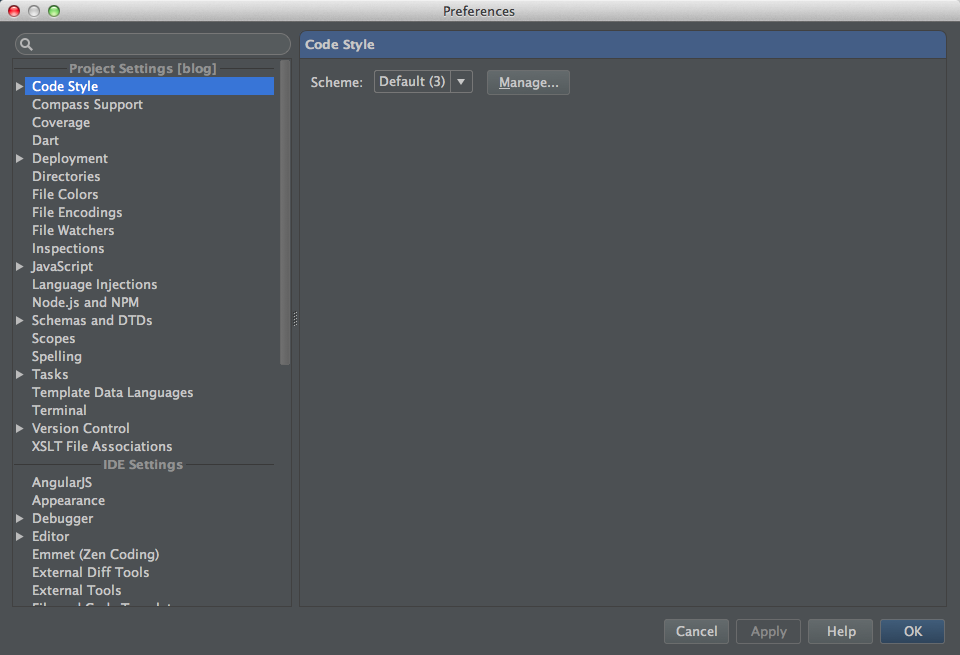 Preferences
Project Settings [blog]
Code Style
Compass Support
Coverage
Dart
Deployment
Directories
File Colors
File Encodings
File Watchers
Inspections
JavaScript
Language Injections
Node.js and NPM
Schemas and DTDs
Scopes
Spelling
Tasks
Template Data Languages
Terminal
Version Control
XSLT File Associations
IDE Settings
AngularJS
Appearance
Debugger
Editor
Emmet (Zen Coding)
External Diff Tools
External Tools
Code Style
Scheme: Default (3) Manage...
Cancel Apply Help OK